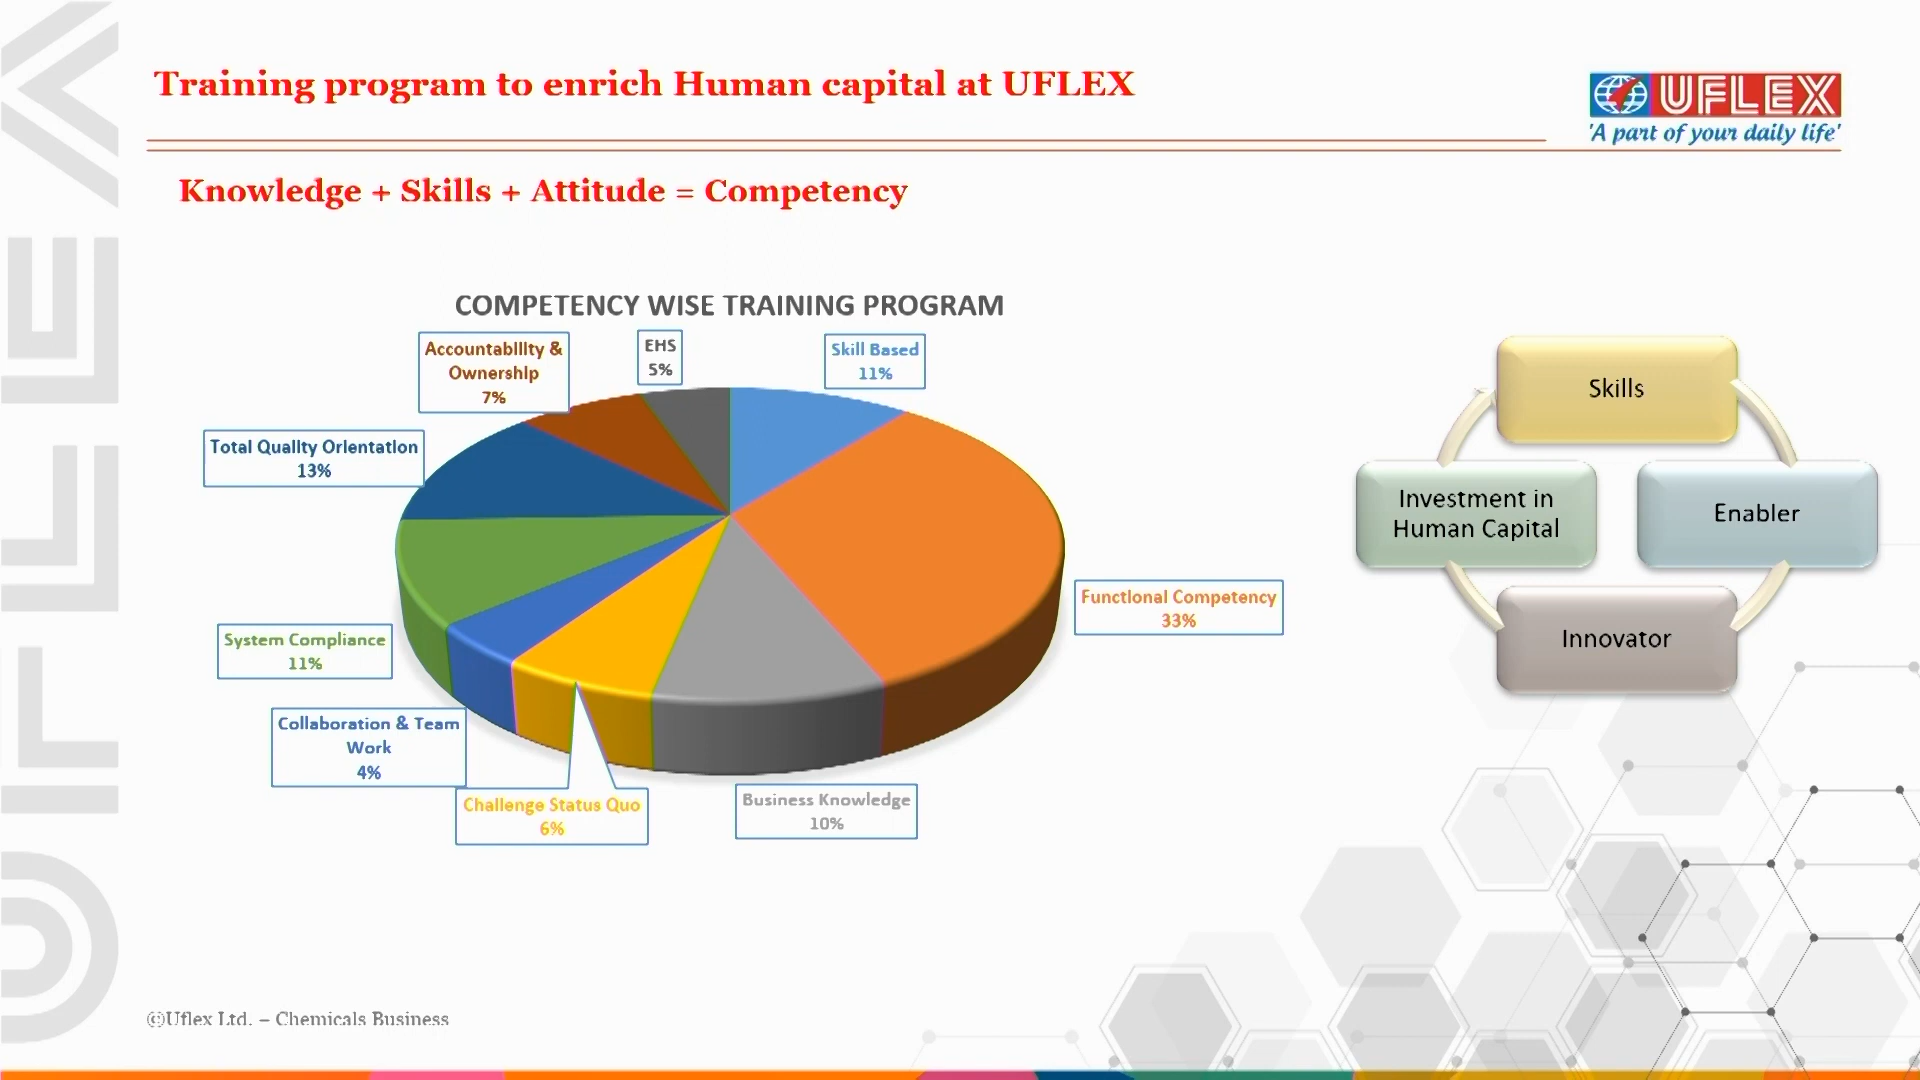 Training program to enrich Human capital at UFLEX
UFLEX
'A part of your daily life'
Knowledge + Skills + Attitude = Competency
COMPETENCY WISE TRAINING PROGRAM
Accountability &
Ownership
7%
EHS
5%
Skill Based
11%
Total Quality Orientation
13%
Functional Competency
33%
System Compliance
11%
Collaboration & Team
Work
4%
Challenge Status Quo
6%
Business Knowledge
10%
Skills
Investment in
Human Capital
Enabler
Innovator
©Uflex Ltd. – Chemicals Business
UFLEX